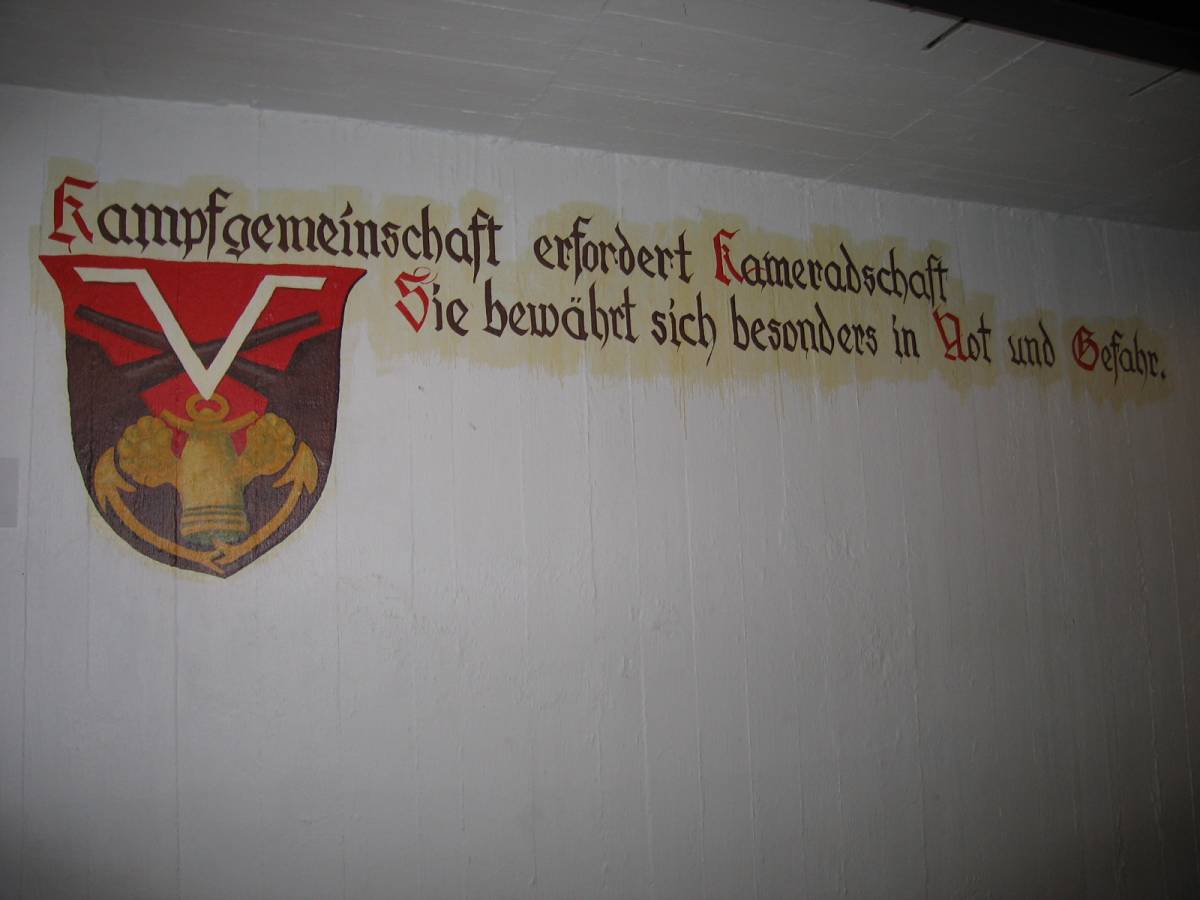 Kampfgemeinschaft erfordert Kameradschaft
Sie bewährt sich besonders in Not und Gefahr.
V